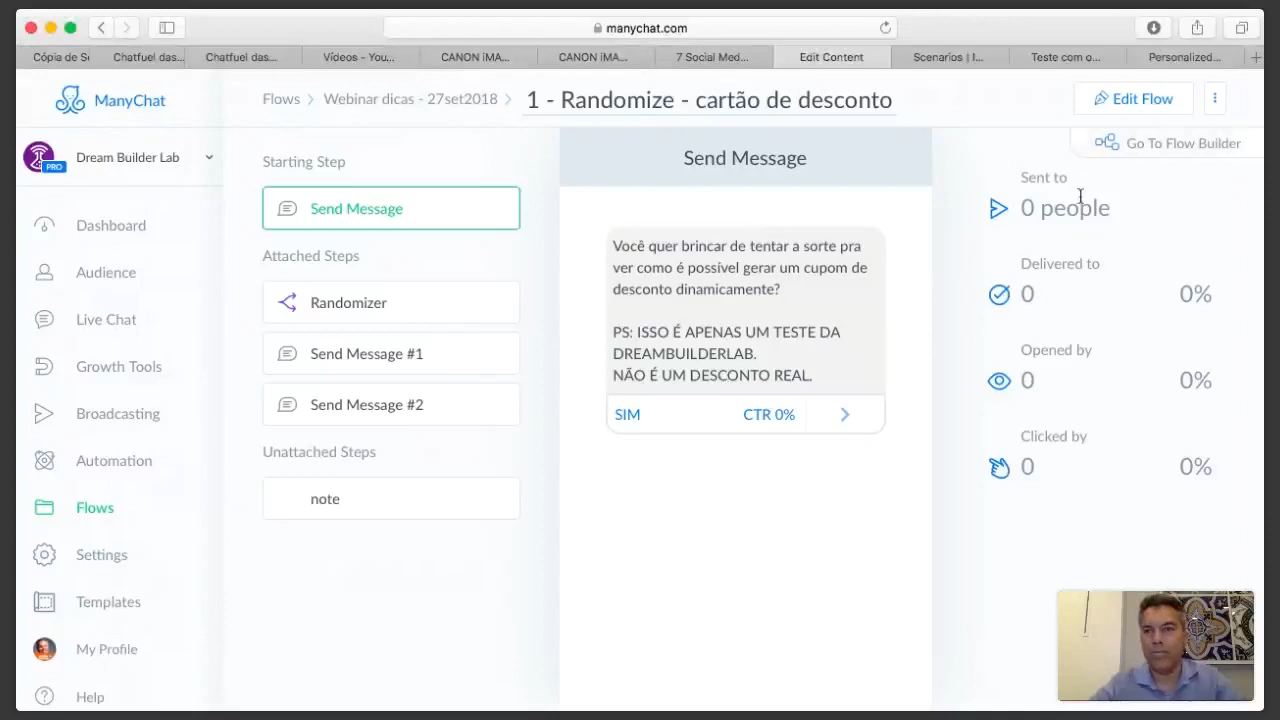 manychat.com
Cópia de Se
Chatfuel das...
Chatfuel das...
Vídeos - You...
CANON iMA...
CANON iMA...
7 Social Med...
Edit Content
Scenarios | I...
Teste com o...
Personalized...
ManyChat
Flows > Webinar dicas - 27set2018 > 1 - Randomize - cartão de desconto
Edit Flow
Go To Flow Builder
PRO
Dream Builder Lab
Dashboard
Audience
Live Chat
Growth Tools
Broadcasting
Automation
Flows
Settings
Templates
My Profile
Help
Starting Step
Send Message
Attached Steps
Randomizer
Send Message #1
Send Message #2
Unattached Steps
note
Send Message
Você quer brincar de tentar a sorte pra
ver como é possível gerar um cupom de
desconto dinamicamente?
PS: ISSO É APENAS UM TESTE DA
DREAMBUILDERLAB.
NÃO É UM DESCONTO REAL.
SIM CTR 0%
Sent to
0 people
Delivered to
0 0%
Opened by
0 0%
Clicked by
0 0%